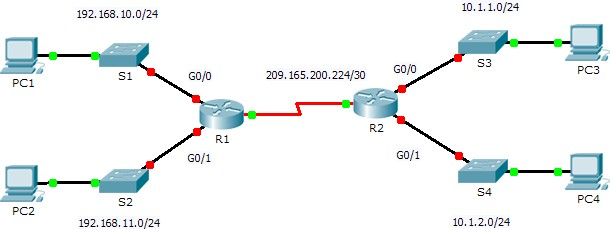 192.168.10.0/24
10.1.1.0/24
PC1
S1
G0/0
209.165.200.224/30
G0/0
S3
PC3
R1
R2
G0/1
G0/1
PC2
S2
S4
PC4
192.168.11.0/24
10.1.2.0/24